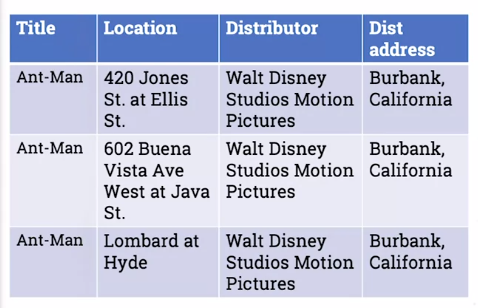 Title Location Distributor Dist address
Ant-Man 420 Jones St. at Ellis St. Walt Disney Studios Motion Pictures Burbank, California
Ant-Man 602 Buena Vista Ave West at Java St. Walt Disney Studios Motion Pictures Burbank, California
Ant-Man Lombard at Hyde Walt Disney Studios Motion Pictures Burbank, California